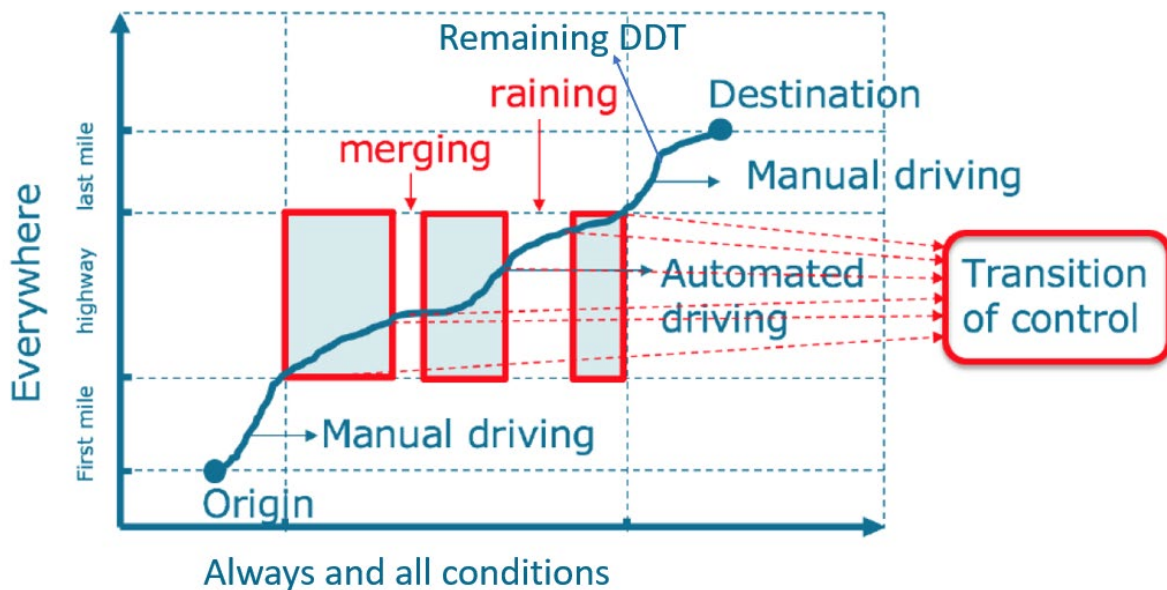 Remaining DDT
raining
Destination
merging
Manual driving
Everywhere
last mile
highway
First mile
Automated
driving
Transition
of control
Manual driving
Origin
Always and all conditions